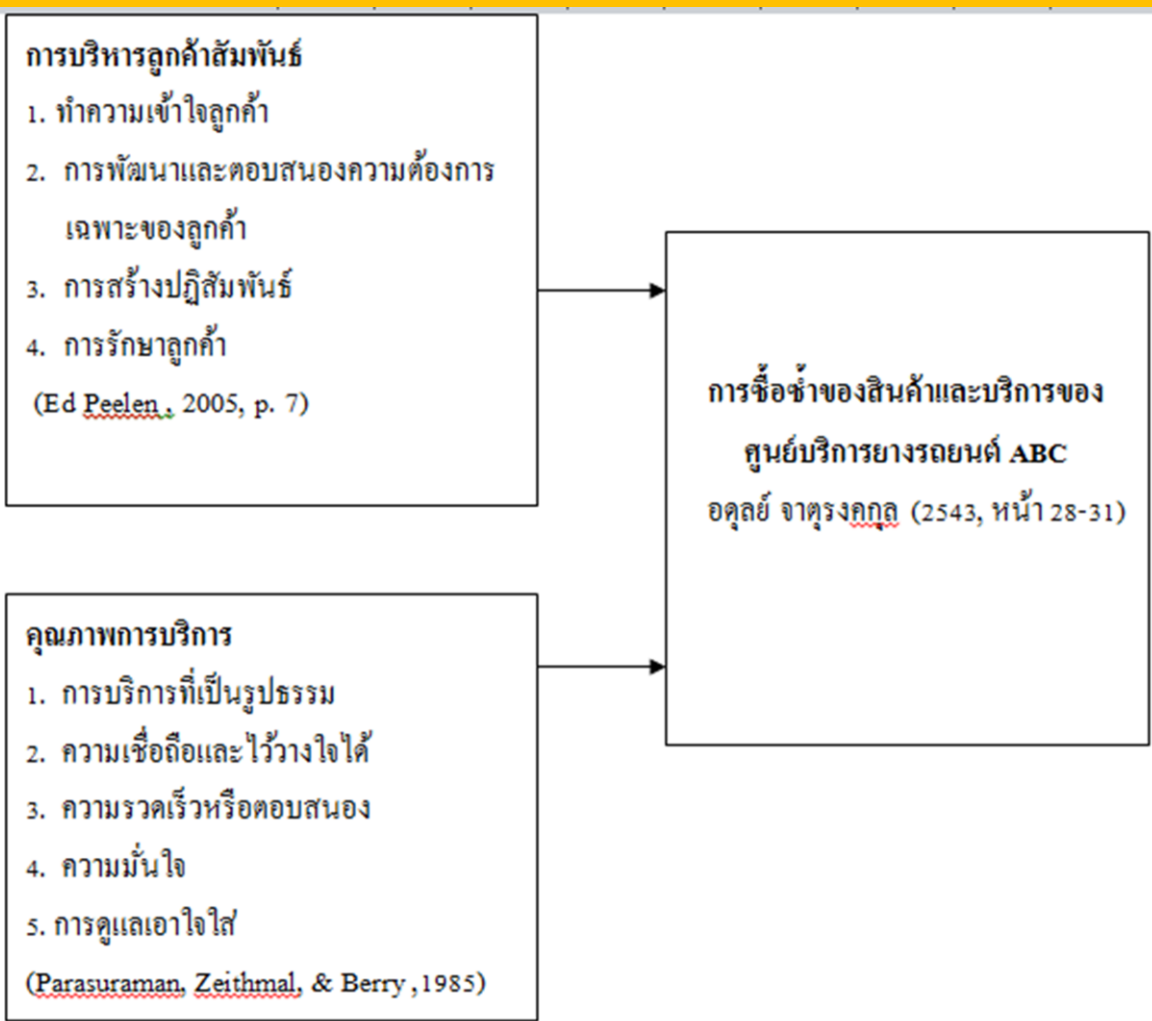 การบริหารลูกค้าสัมพันธ์
1. ทำความเข้าใจลูกค้า
2. การพัฒนาและตอบสนองความต้องการ
เฉพาะของลูกค้า
3. การสร้างปฏิสัมพันธ์
4. การรักษาลูกค้า
(Ed Peelen , 2005, p. 7)
การซื้อซ้ำของสินค้าและบริการของ
ศูนย์บริการยางรถยนต์ ABC
อดุลย์ จาตุรงคกุล (2543, หน้า 28-31)
คุณภาพการบริการ
1. การบริการที่เป็นรูปธรรม
2. ความเชื่อถือและไว้วางใจได้
3. ความรวดเร็วหรือตอบสนอง
4. ความมั่นใจ
5. การดูแลเอาใจใส่
(Parasuraman, Zeithmal, & Berry ,1985)